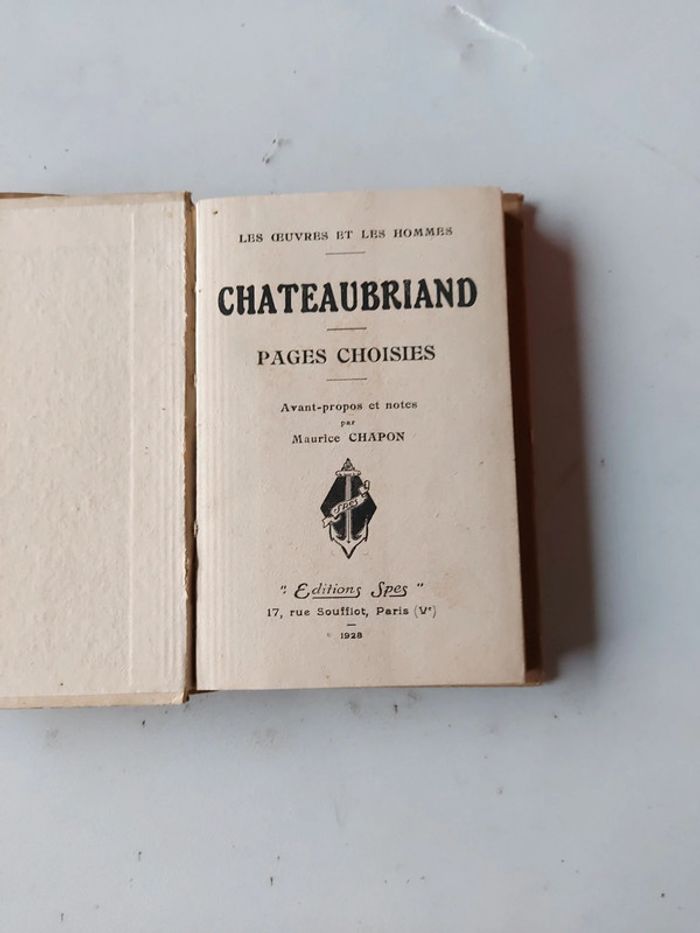 LES ŒUVRES ET LES HOMMES
CHATEAUBRIAND
PAGES CHOISIES
Avant-propos et notes
par
Maurice CHAPON
Spes
" Editions Spes "
17, rue Soufflot, Paris (Vᵉ)
1928